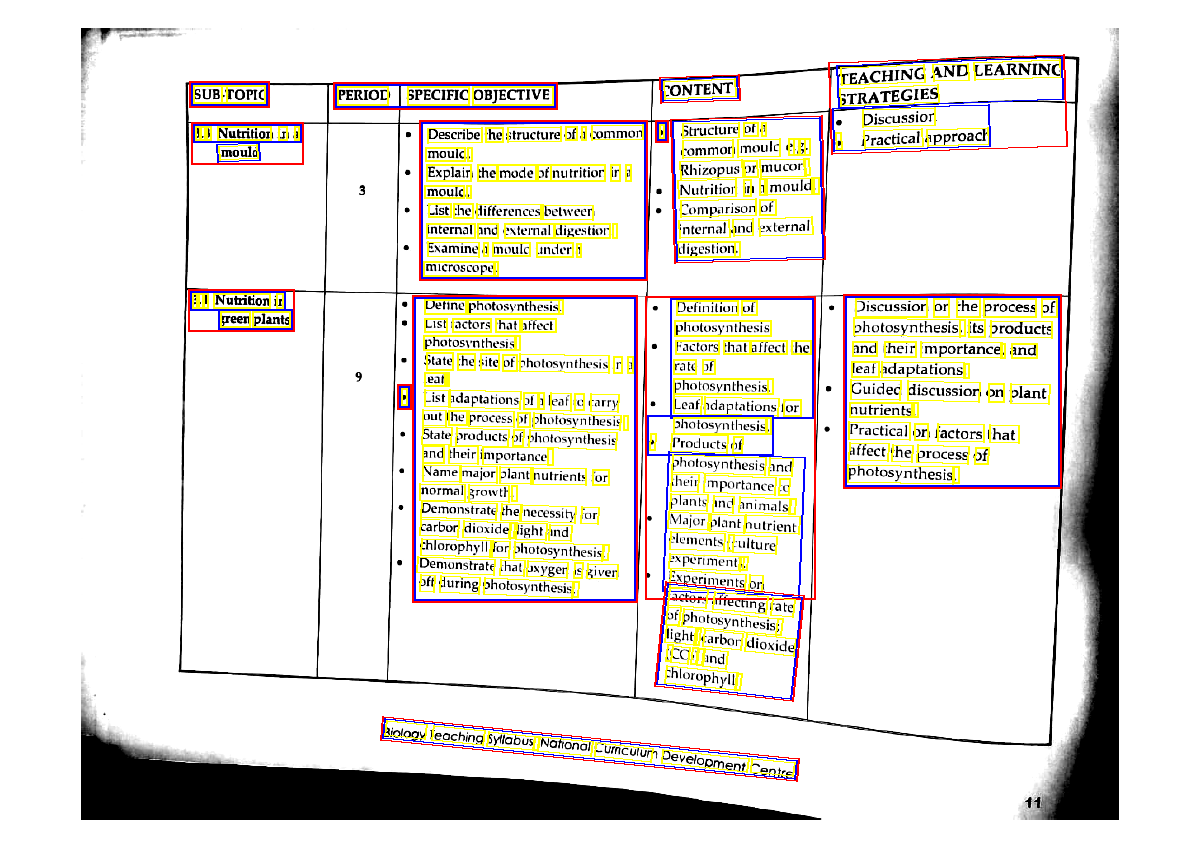 SUB-TOPIC
PERIOD
SPECIFIC OBJECTIVE
CONTENT
TEACHING AND LEARNING
STRATEGIES
Nutrition in a
mould
3
• Describe the structure of a common
mould.
• Explain the mode of nutrition in a
mould.
• List the differences between
internal and external digestion
• Examine a mould under a
microscope.
• Structure of a
common mould e.g.
Rhizopus or mucor
• Nutrition in a mould
• Comparison of
internal and external
digestion.
• Discussion
• Practical approach
Nutrition in
green plants
9
• Define photosynthesis.
• List factors that affect
photosynthesis
• State the site of photosynthesis in a
leaf
• List adaptations of a leaf to carry
out the process of photosynthesis
• State products of photosynthesis
and their importance
• Name major plant nutrients for
normal growth.
• Demonstrate the necessity for
carbon dioxide, light and
chlorophyll for photosynthesis.
• Demonstrate that oxygen is given
off during photosynthesis.
• Definition of
photosynthesis
• Factors that affect the
rate of
photosynthesis.
• Leaf adaptations for
photosynthesis.
• Products of
photosynthesis and
their importance to
plants and animals
• Major plant nutrient
elements (culture
experiments.
• Experiments on
factors affecting rate
of photosynthesis;
light, carbon dioxide
(CO) and
chlorophyll
• Discussion on the process of
photosynthesis, its products
and their importance, and
leaf adaptations
• Guided discussion on plant
nutrients
• Practical on factors that
affect the process of
photosynthesis.
Biology Teaching Syllabus National Curriculum Development Centre
11